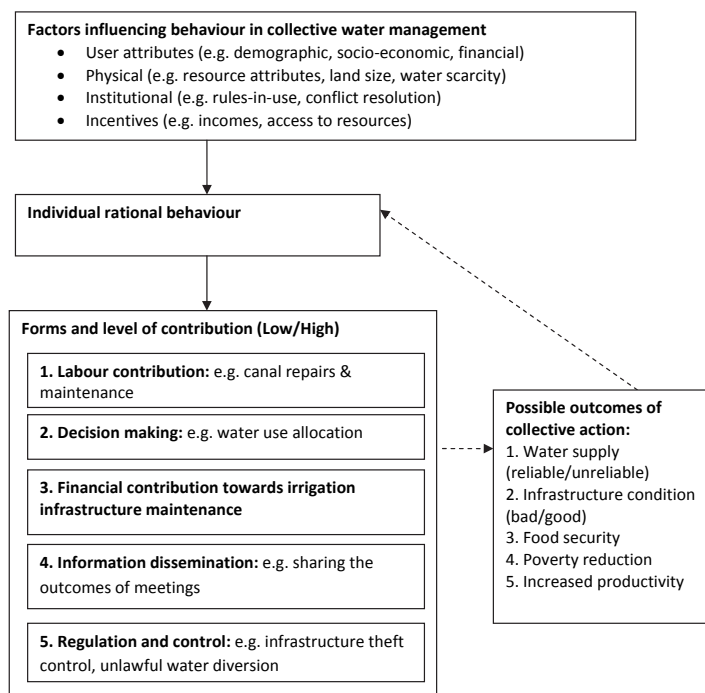 Factors influencing behaviour in collective water management
• User attributes (e.g. demographic, socio-economic, financial)
• Physical (e.g. resource attributes, land size, water scarcity)
• Institutional (e.g. rules-in-use, conflict resolution)
• Incentives (e.g. incomes, access to resources)
Individual rational behaviour
Forms and level of contribution (Low/High)
1. Labour contribution: e.g. canal repairs &
maintenance
2. Decision making: e.g. water use allocation
3. Financial contribution towards irrigation
infrastructure maintenance
4. Information dissemination: e.g. sharing the
outcomes of meetings
5. Regulation and control: e.g. infrastructure theft
control, unlawful water diversion
Possible outcomes of
collective action:
1. Water supply
(reliable/unreliable)
2. Infrastructure condition
(bad/good)
3. Food security
4. Poverty reduction
5. Increased productivity